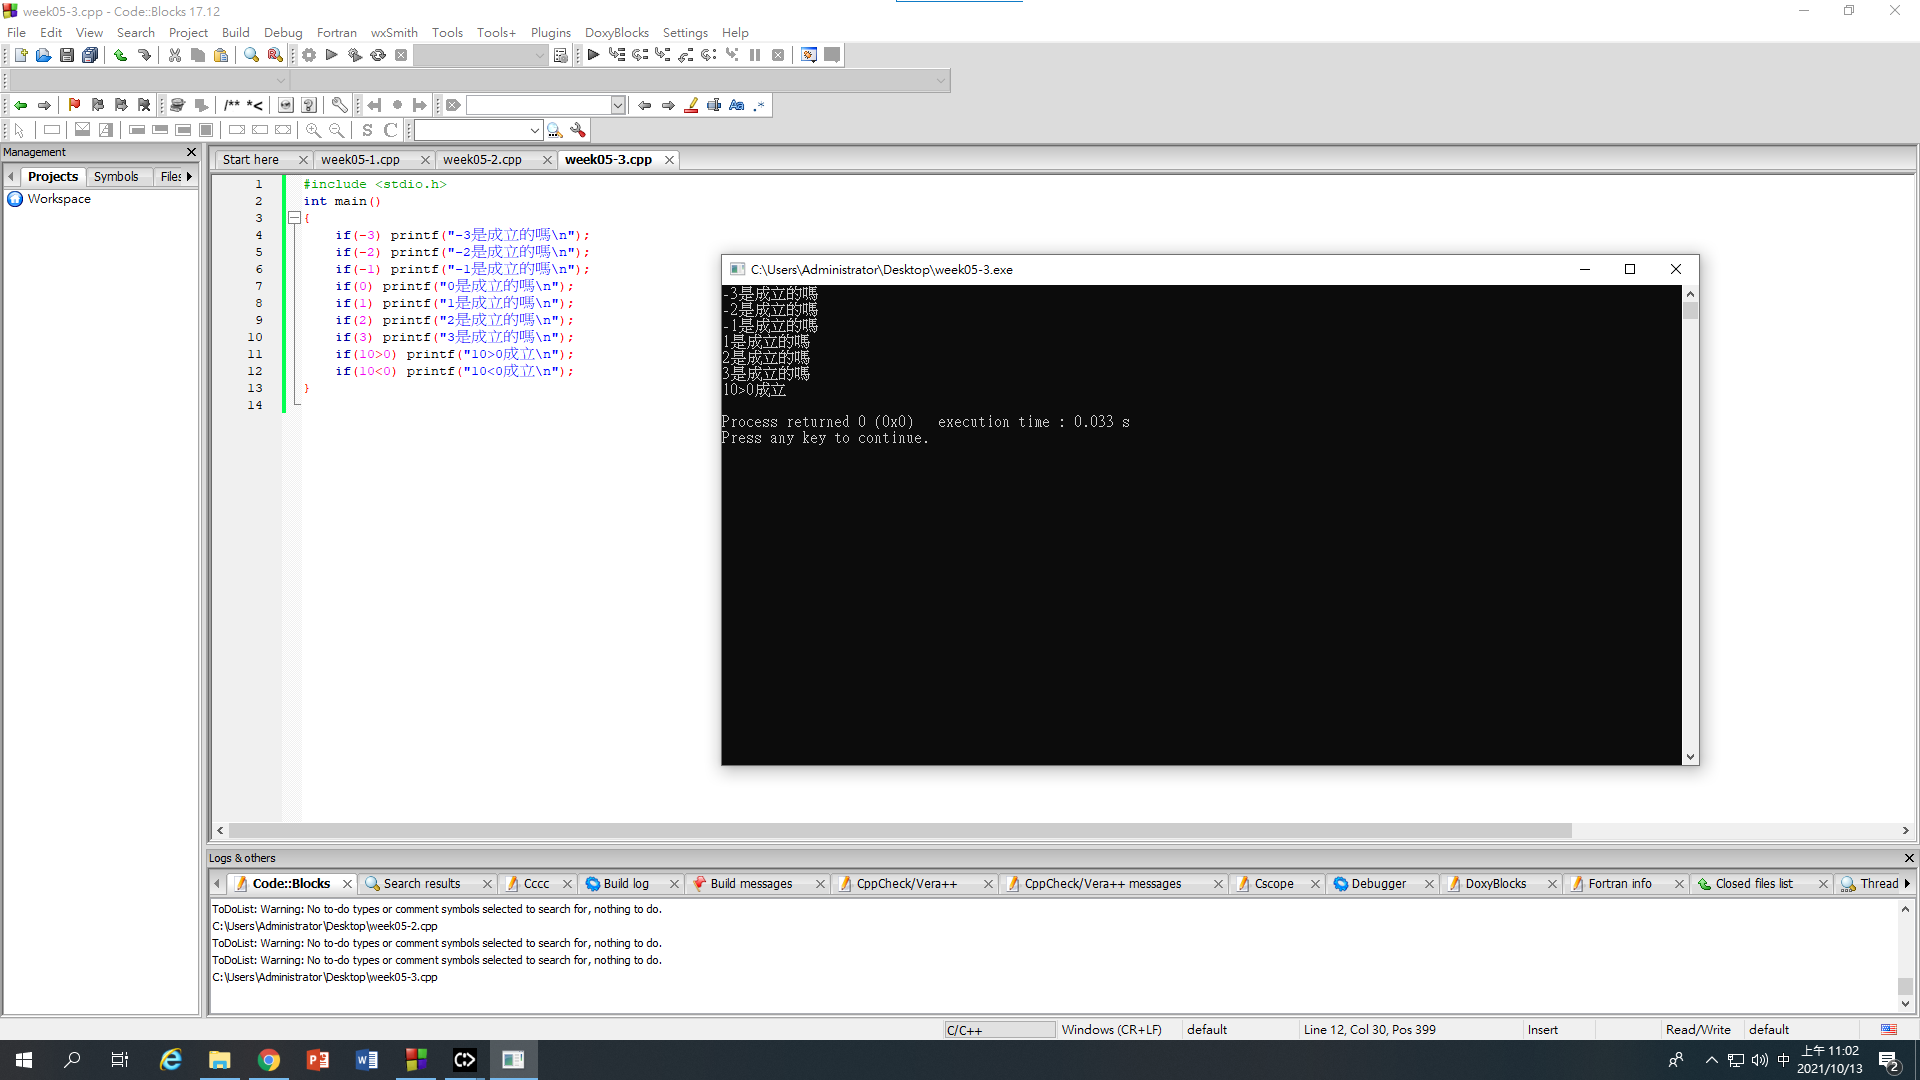 week05-3.cpp - Code::Blocks 17.12
File Edit View Search Project Build Debug Fortran wxSmith Tools Tools+ Plugins DoxyBlocks Settings Help
/** *<
S C
Management
Projects Symbols Files
Workspace
Start here week05-1.cpp week05-2.cpp week05-3.cpp
1 #include <stdio.h>
2 int main()
3 {
4 if(-3) printf("-3是成立的嗎\n");
5 if(-2) printf("-2是成立的嗎\n");
6 if(-1) printf("-1是成立的嗎\n");
7 if(0) printf("0是成立的嗎\n");
8 if(1) printf("1是成立的嗎\n");
9 if(2) printf("2是成立的嗎\n");
10 if(3) printf("3是成立的嗎\n");
11 if(10>0) printf("10>0成立\n");
12 if(10<0) printf("10<0成立\n");
13 }
14
C:\Users\Administrator\Desktop\week05-3.exe
-3是成立的嗎
-2是成立的嗎
-1是成立的嗎
1是成立的嗎
2是成立的嗎
3是成立的嗎
10>0成立
Process returned 0 (0x0)   execution time : 0.033 s
Press any key to continue.
Logs & others
Code::Blocks Search results Cccc Build log Build messages CppCheck/Vera++ CppCheck/Vera++ messages Cscope Debugger DoxyBlocks Fortran info Closed files list Thread
ToDoList: Warning: No to-do types or comment symbols selected to search for, nothing to do.
C:\Users\Administrator\Desktop\week05-2.cpp
ToDoList: Warning: No to-do types or comment symbols selected to search for, nothing to do.
ToDoList: Warning: No to-do types or comment symbols selected to search for, nothing to do.
C:\Users\Administrator\Desktop\week05-3.cpp
C/C++ Windows (CR+LF) default Line 12, Col 30, Pos 399 Insert Read/Write default
中 上午 11:02
2021/10/13 2